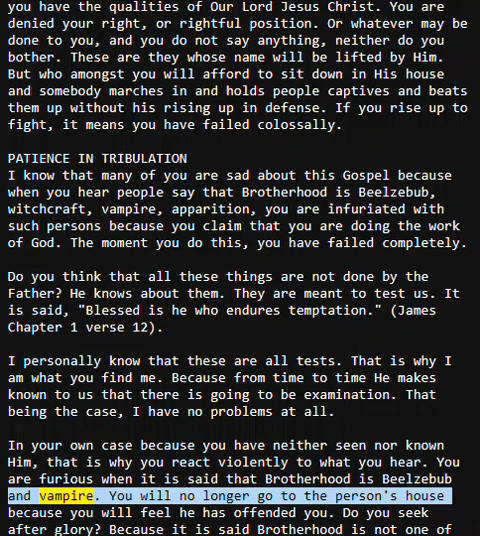 you have the qualities of Our Lord Jesus Christ. You are
denied your right, or rightful position. Or whatever may be
done to you, and you do not say anything, neither do you
bother. These are they whose name will be lifted by Him.
But who amongst you will afford to sit down in His house
and somebody marches in and holds people captives and beats
them up without his rising up in defense. If you rise up to
fight, it means you have failed colossally.

PATIENCE IN TRIBULATION
I know that many of you are sad about this Gospel because
when you hear people say that Brotherhood is Beelzebub,
witchcraft, vampire, apparition, you are infuriated with
such persons because you claim that you are doing the work
of God. The moment you do this, you have failed completely.

Do you think that all these things are not done by the
Father? He knows about them. They are meant to test us. It
is said, "Blessed is he who endures temptation." (James
Chapter 1 verse 12).

I personally know that these are all tests. That is why I
am what you find me. Because from time to time He makes
known to us that there is going to be examination. That
being the case, I have no problems at all.

In your own case because you have neither seen nor known
Him, that is why you react violently to what you hear. You
are furious when it is said that Brotherhood is Beelzebub
and vampire. You will no longer go to the person's house
because you will feel he has offended you. Do you seek
after glory? Because it is said Brotherhood is not one of